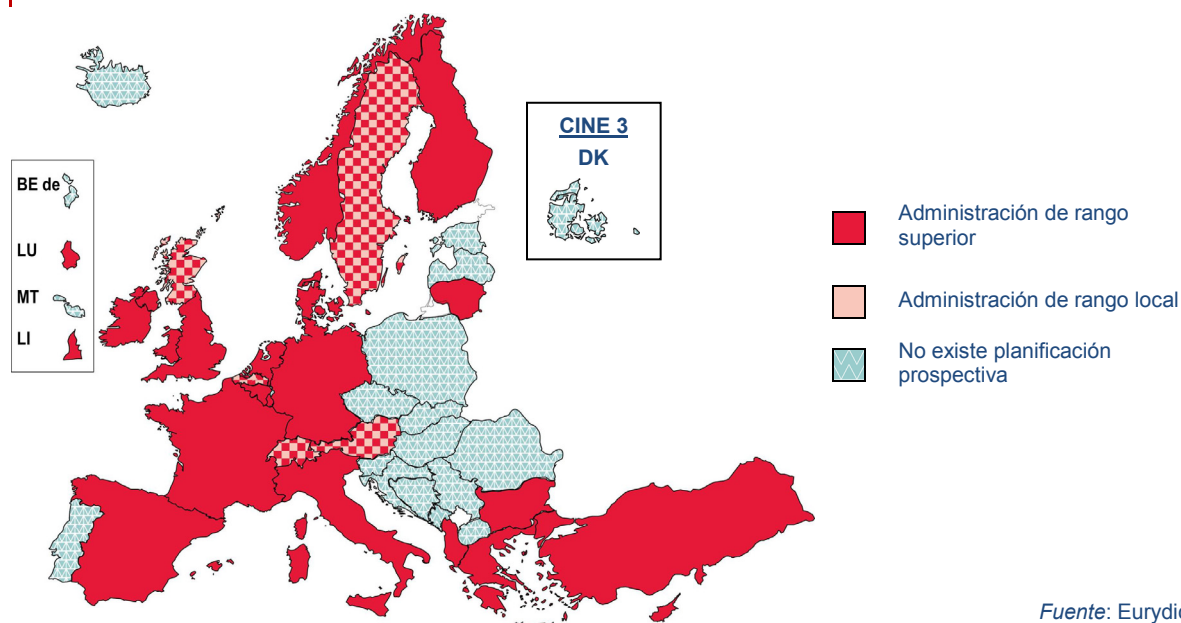 CINE 3
DK
BE de
LU
MT
LI
Administración de rango
superior
Administración de rango local
No existe planificación
prospectiva
Fuente: Eurydic